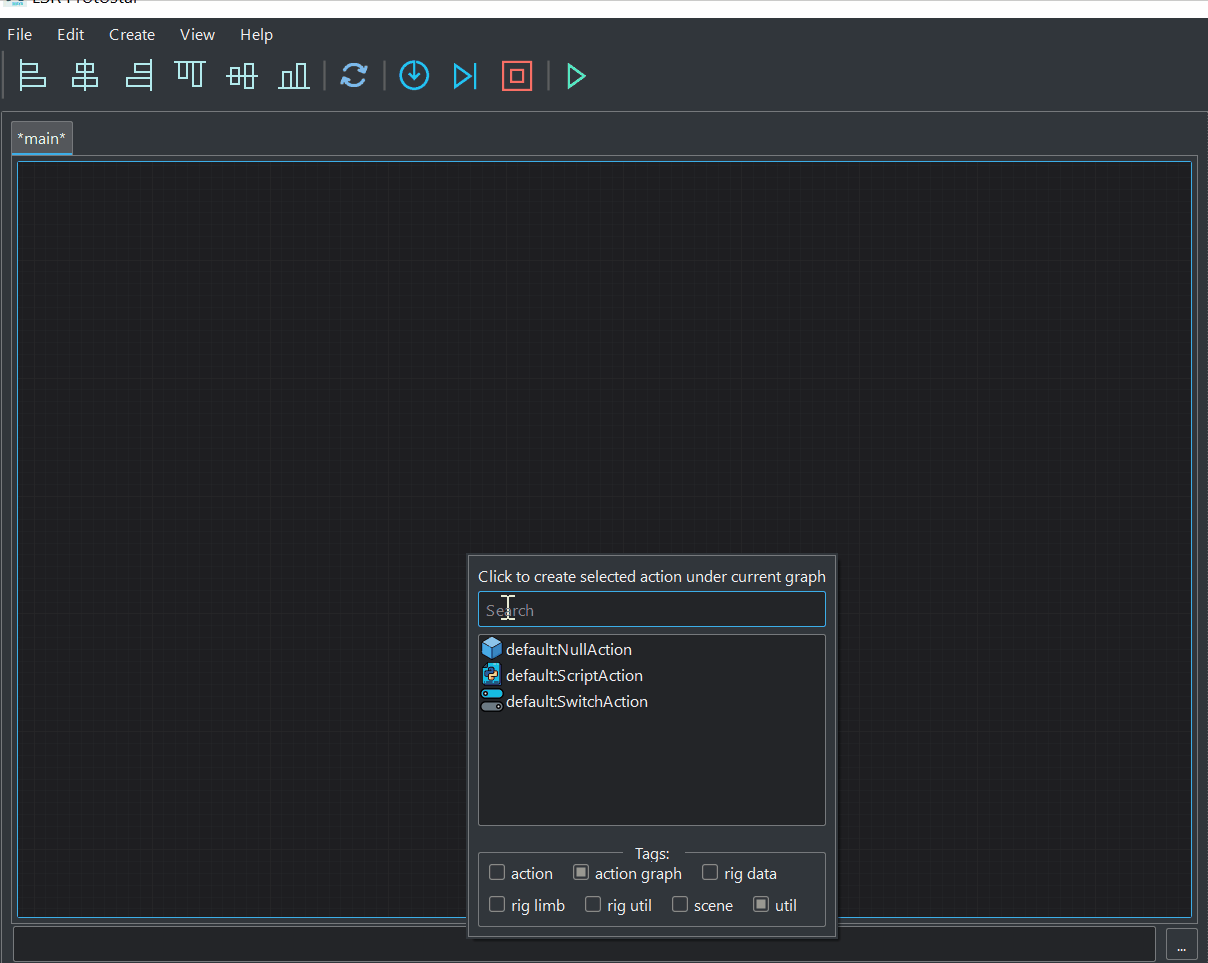 File Edit Create View Help
*main*
Click to create selected action under current graph
Search
default:NullAction
default:ScriptAction
default:SwitchAction
Tags:
action action graph rig data
rig limb rig util scene util
...